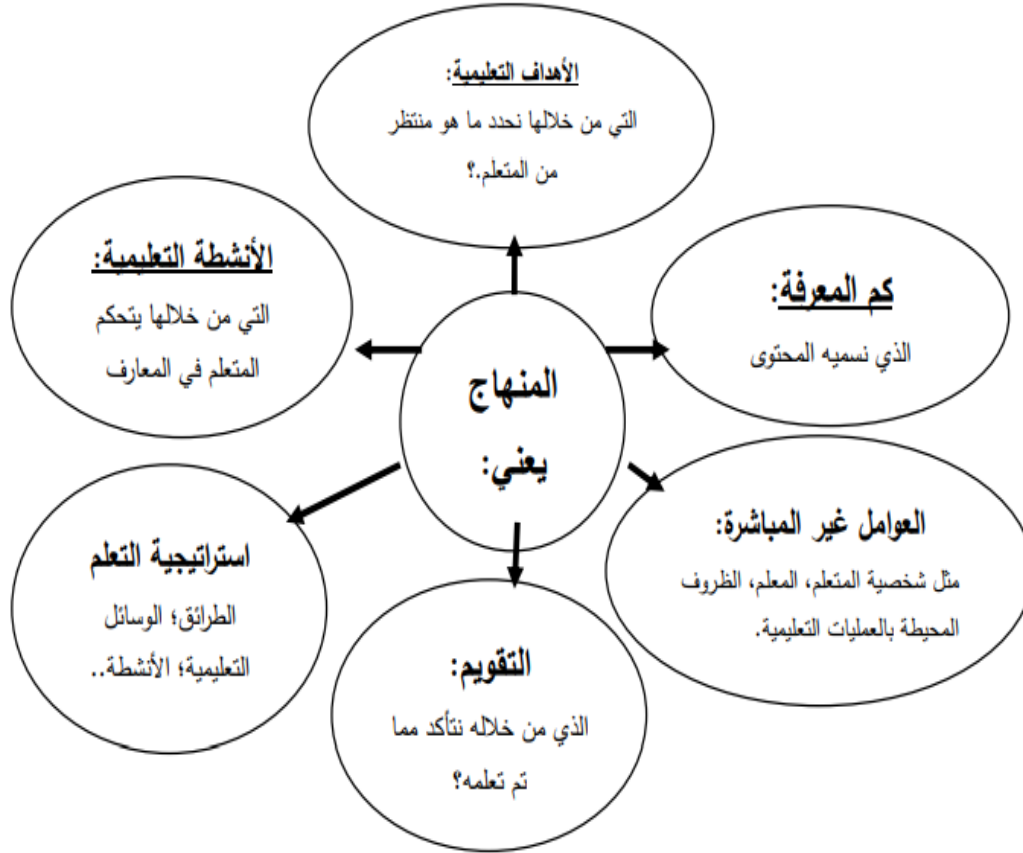 الأهداف التعليمية:
التي من خلالها نحدد ما هو منتظر
من المتعلم.؟
كم المعرفة:
الذي نسميه المحتوى
الأنشطة التعليمية:
التي من خلالها يتحكم
المتعلم في المعارف
المنهاج
يعني:
العوامل غير المباشرة:
مثل شخصية المتعلم، المعلم، الظروف
المحيطة بالعمليات التعليمية.
استراتيجية التعلم
الطرائق؛ الوسائل
التعليمية؛ الأنشطة..
التقويم:
الذي من خلاله نتأكد مما
تم تعلمه؟